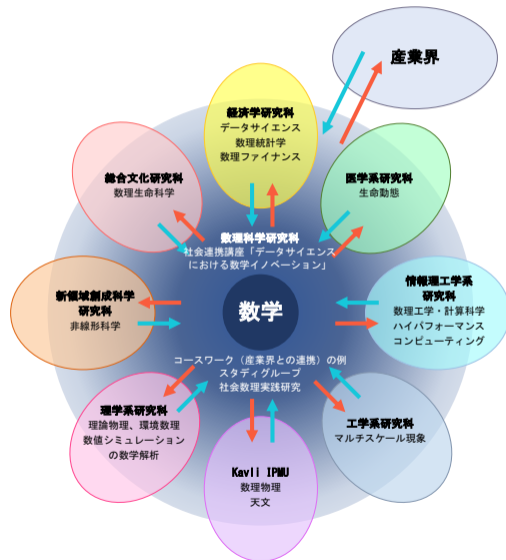 産業界
経済学研究科
データサイエンス
数理統計学
数理ファイナンス
総合文化研究科
数理生命科学
医学系研究科
生命動態
数理科学研究科
社会連携講座「データサイエンス
における数学イノベーション」
新領域創成科学
研究科
非線形科学
数学
情報理工学系
研究科
数理工学・計算科学
ハイパフォーマンス
コンピューティング
コースワーク（産業界との連携）の例
スタディグループ
社会数理実践研究
理学系研究科
理論物理、環境数理
数値シミュレーション
の数学解析
工学系研究科
マルチスケール現象
Kavli IPMU
数理物理
天文